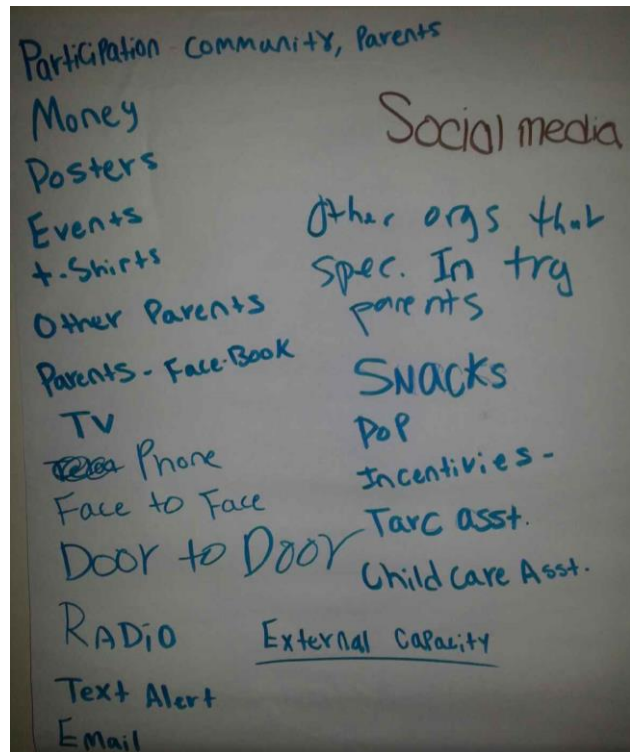 Participation Community, Parents
Money
Posters
Events
t-Shirts
Other Parents
Parents - Face-Book
TV
Phone
Face to Face
Door to Door
RADiO
Text Alert
Email
Social media
Other orgs that
Spec. In trg
parents
SNACKS
PoP
Incentivies -
Tarc asst.
Child Care Asst.
External Capacity